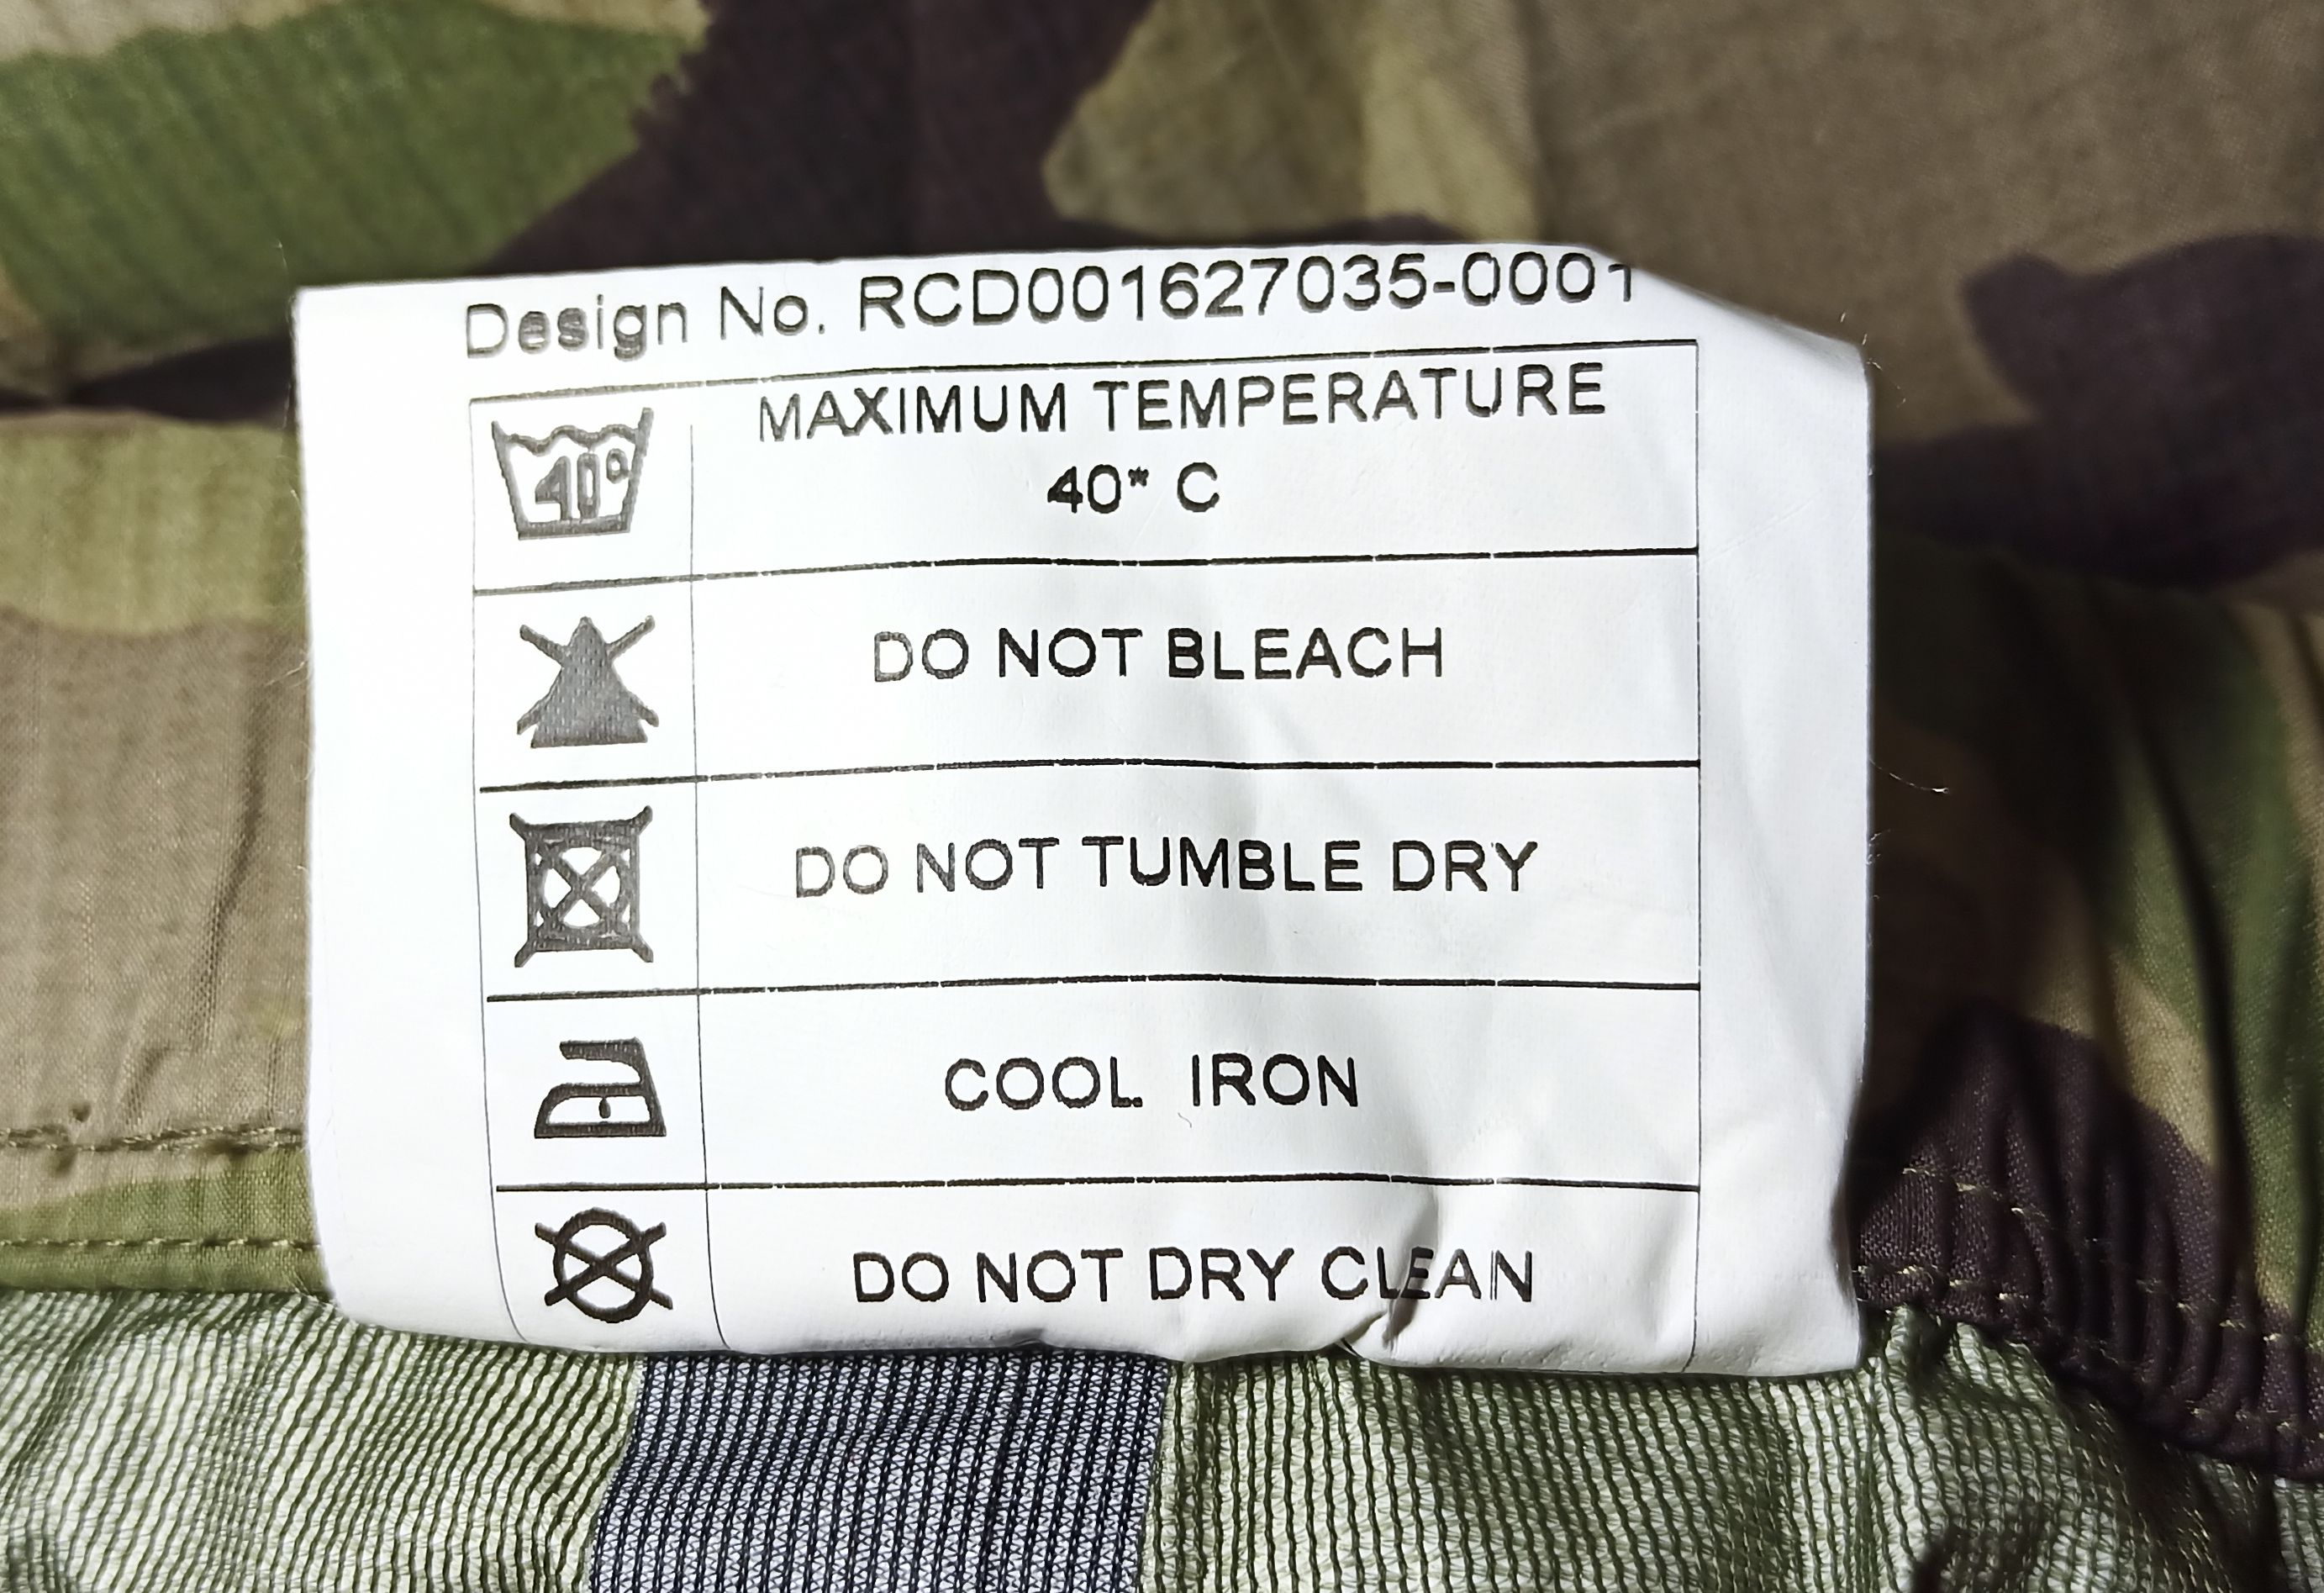 Design No. RCD001627035-0001
MAXIMUM TEMPERATURE
40° 40* C
DO NOT BLEACH
DO NOT TUMBLE DRY
COOL IRON
DO NOT DRY CLEAN